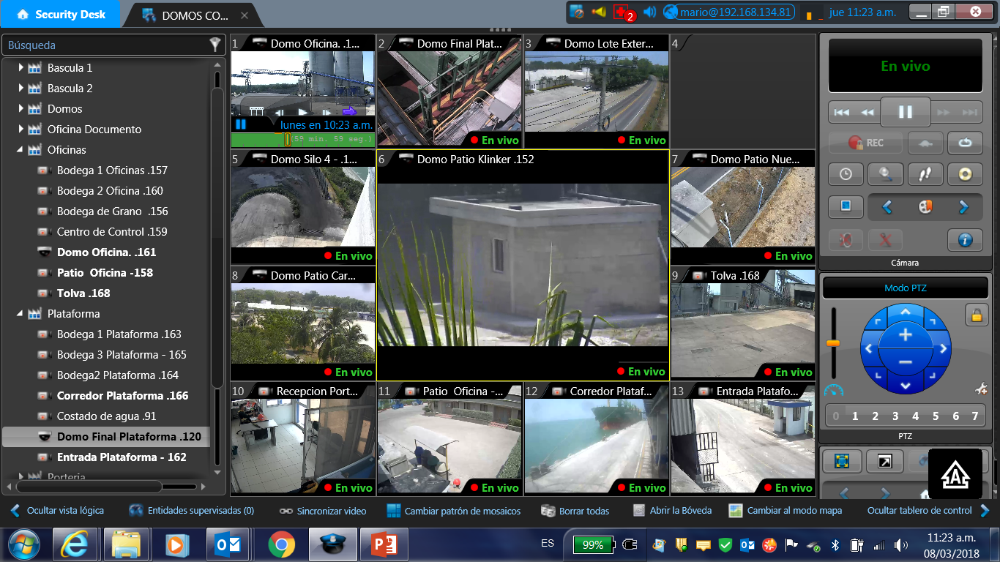 Security Desk
DOMOS CO...
2
mario@192.168.134.81
jue 11:23 a.m.
Búsqueda
Bascula 1
Bascula 2
Domos
Oficina Documento
Oficinas
Bodega 1 Oficinas .157
Bodega 2 Oficina .160
Bodega de Grano .156
Centro de Control .159
Domo Oficina. .161
Patio Oficina -158
Tolva .168
Plataforma
Bodega 1 Plataforma .163
Bodega 3 Plataforma - 165
Bodega2 Plataforma .164
Corredor Plataforma .166
Costado de agua .91
Domo Final Plataforma .120
Entrada Plataforma - 162
Porteria
1 Domo Oficina. .1...
lunes en 10:23 a.m.
(59 min. 59 seg.)
2 Domo Final Plat...
En vivo
3 Domo Lote Exter...
En vivo
4
5 Domo Silo 4 - .1...
En vivo
6 Domo Patio Klinker .152
En vivo
7 Domo Patio Nue...
En vivo
8 Domo Patio Car...
En vivo
9 Tolva .168
En vivo
10 Recepcion Port...
En vivo
11 Patio Oficina -...
En vivo
12 Corredor Plataf...
En vivo
13 Entrada Platafo...
En vivo
En vivo
REC
Cámara
Modo PTZ
0 1 2 3 4 5 6 7
PTZ
A
Ocultar vista lógica
Entidades supervisadas (0)
Sincronizar video
Cambiar patrón de mosaicos
Borrar todas
Abrir la Bóveda
Cambiar al modo mapa
Ocultar tablero de control
ES
99%
11:23 a.m.
08/03/2018